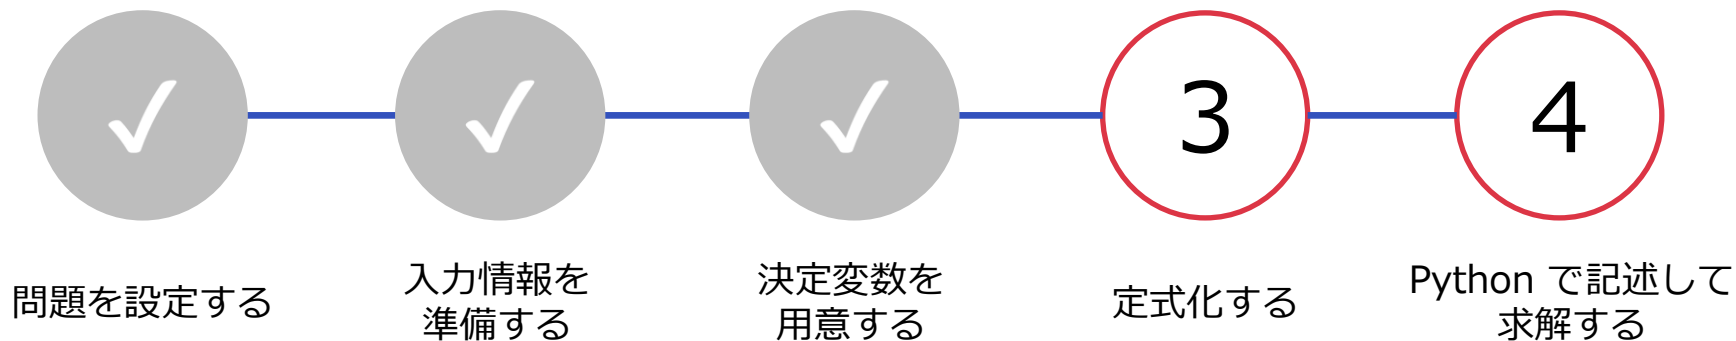 ✓
✓
✓
3
4
問題を設定する
入力情報を
準備する
決定変数を
用意する
定式化する
Python で記述して
求解する